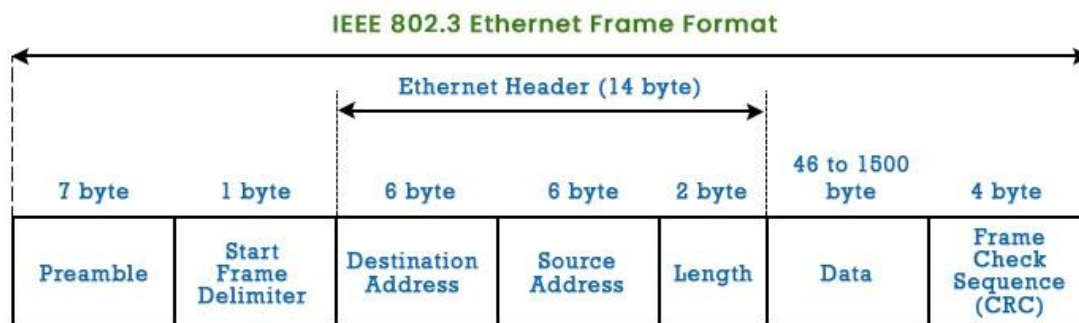 IEEE 802.3 Ethernet Frame Format
Ethernet Header (14 byte)
7 byte
1 byte
6 byte
6 byte
2 byte
46 to 1500
byte
4 byte
Preamble
Start
Frame
Delimiter
Destination
Address
Source
Address
Length
Data
Frame
Check
Sequence
(CRC)